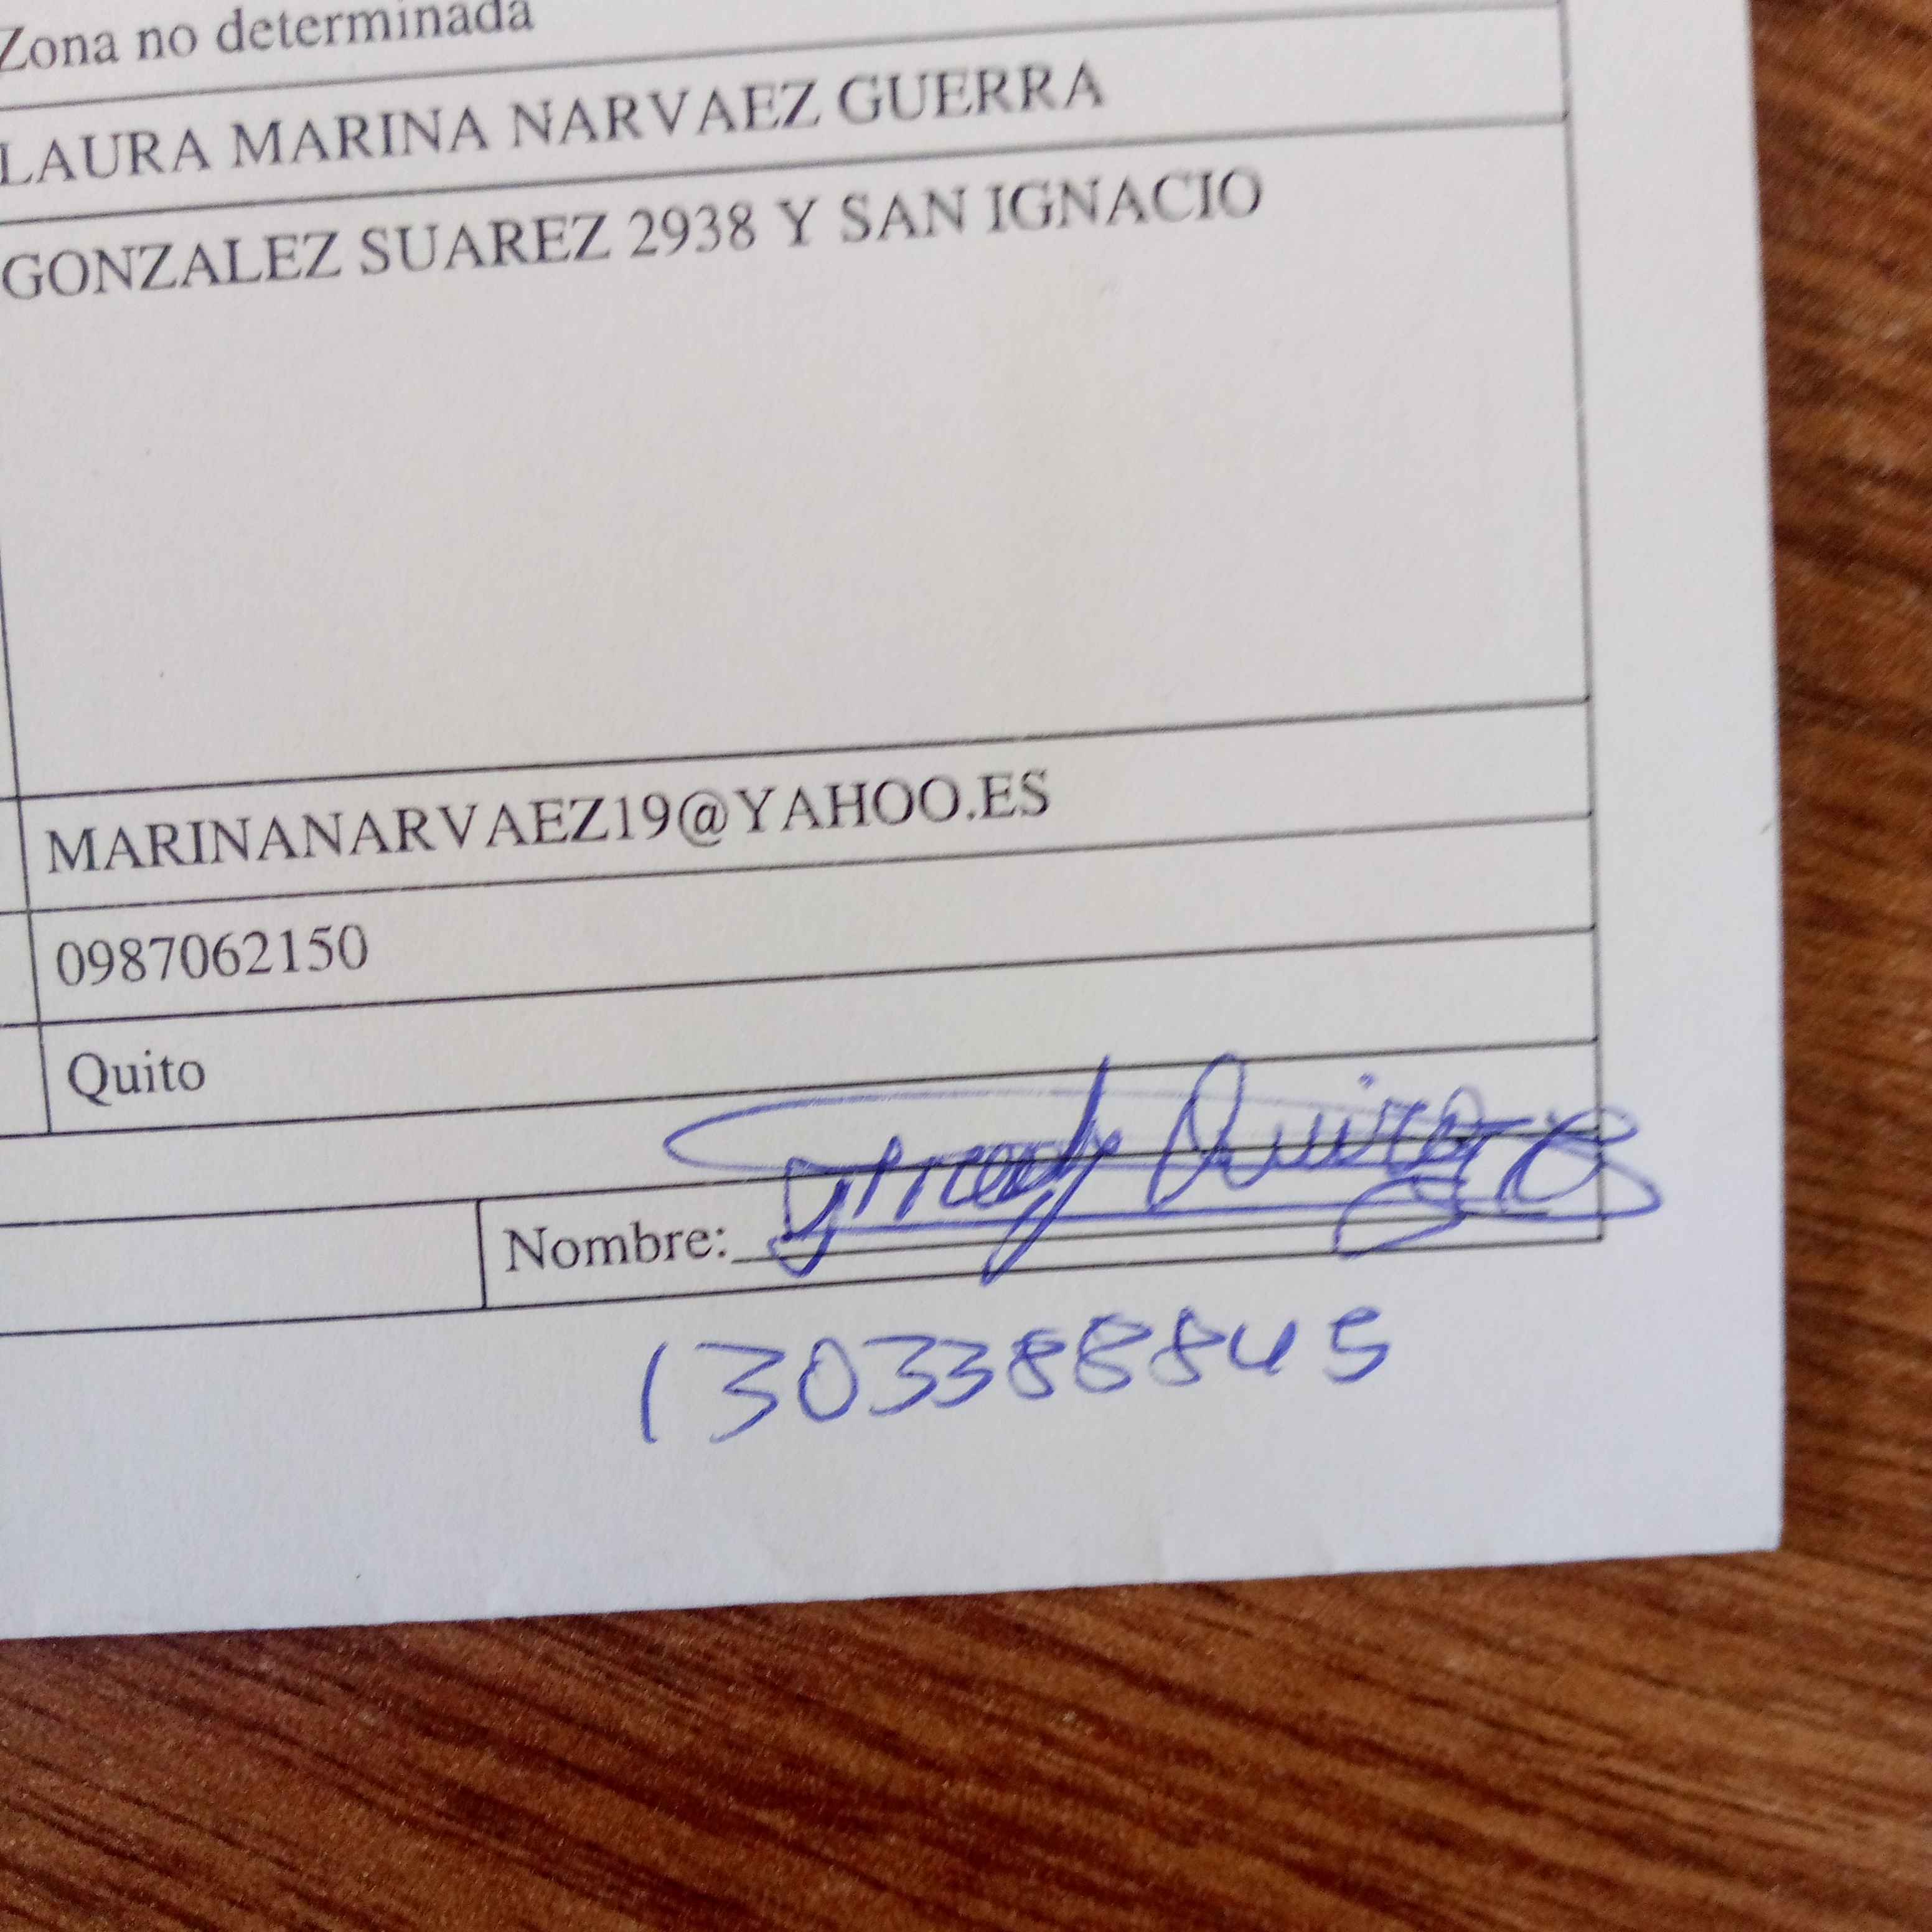 Zona no determinada
LAURA MARINA NARVAEZ GUERRA
GONZALEZ SUAREZ 2938 Y SAN IGNACIO
MARINANARVAEZ19@YAHOO.ES
0987062150
Quito
Nombre:
1303388845